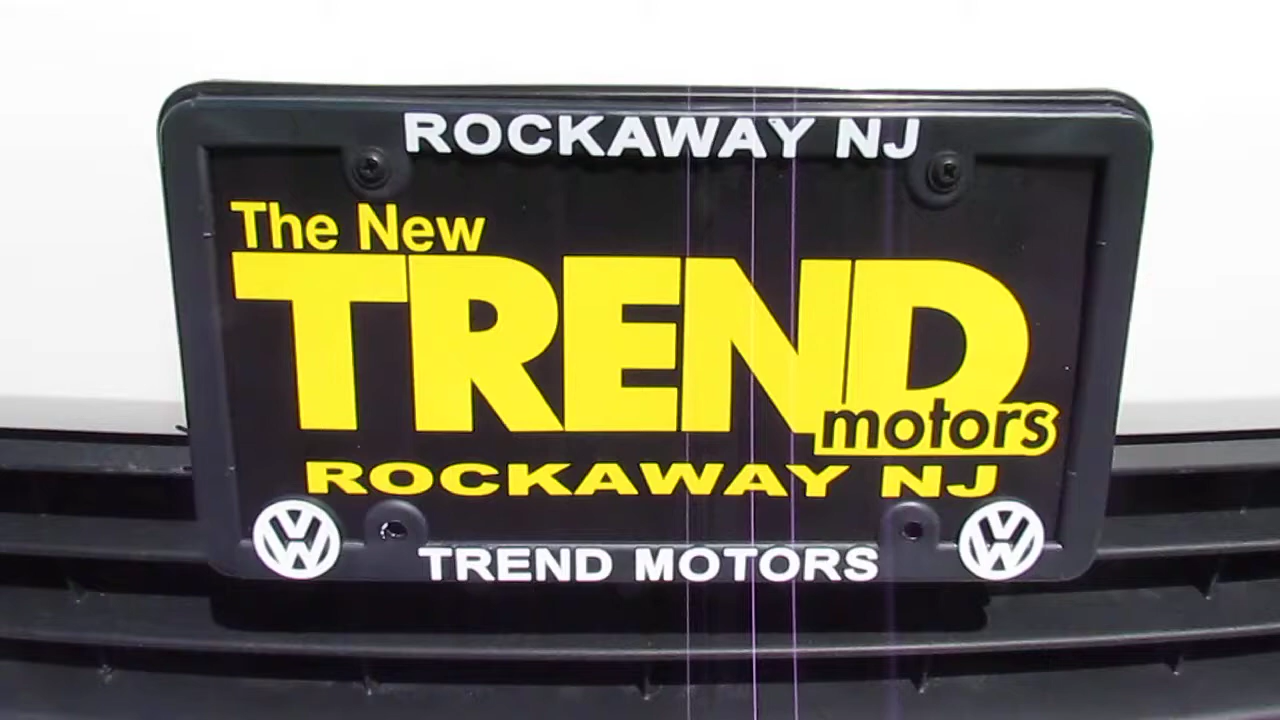 ROCKAWAY NJ
The New
TREND
motors
ROCKAWAY NJ
TREND MOTORS